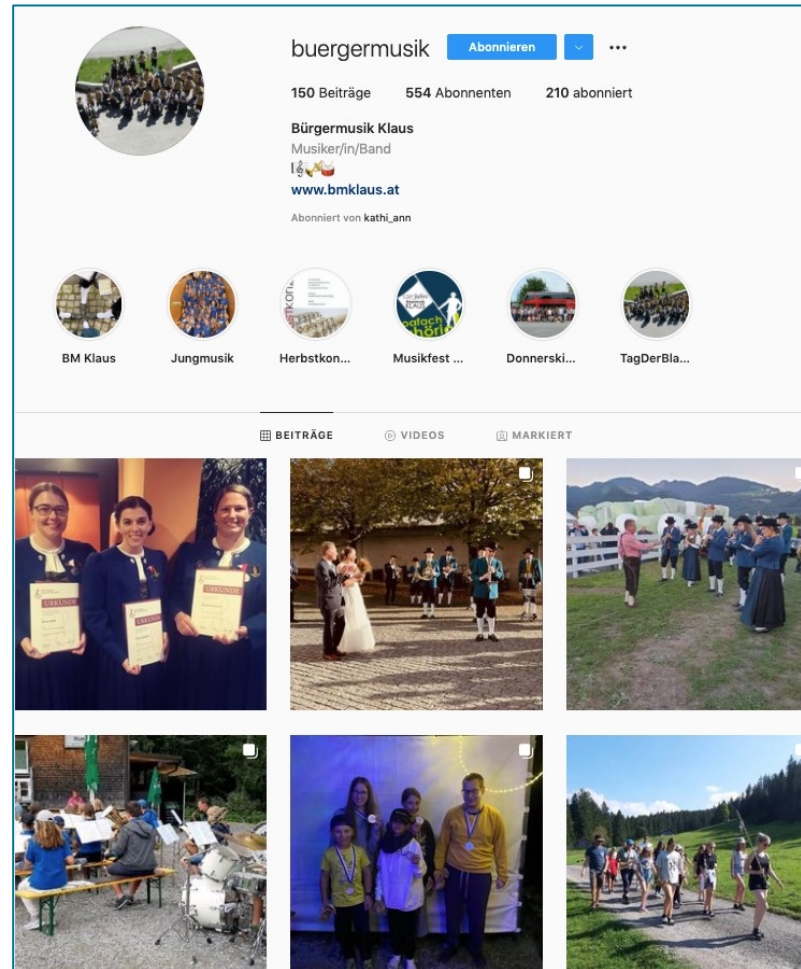 buergermusik Abonnieren
150 Beiträge 554 Abonnenten 210 abonniert
Bürgermusik Klaus
Musiker/in/Band
www.bmklaus.at
Abonniert von kathi_ann
BM Klaus Jungmusik Herbstkon... Musikfest ... Donnerski... TagDerBla...
BEITRÄGE VIDEOS MARKIERT
URKUNDE URKUNDE URKUNDE